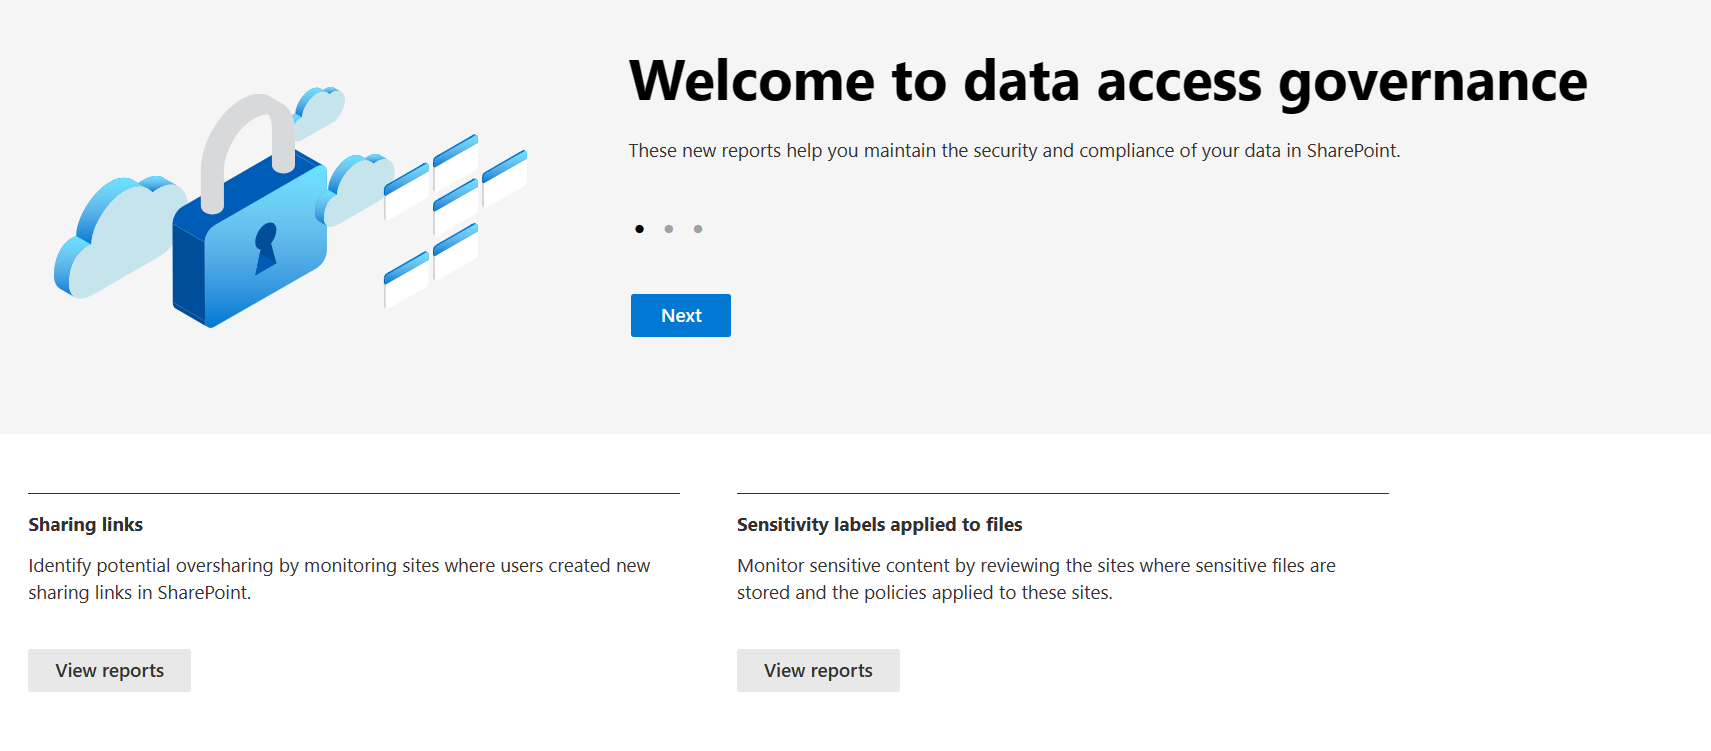 Welcome to data access governance
These new reports help you maintain the security and compliance of your data in SharePoint.
Next
Sharing links
Identify potential oversharing by monitoring sites where users created new
sharing links in SharePoint.
View reports
Sensitivity labels applied to files
Monitor sensitive content by reviewing the sites where sensitive files are
stored and the policies applied to these sites.
View reports